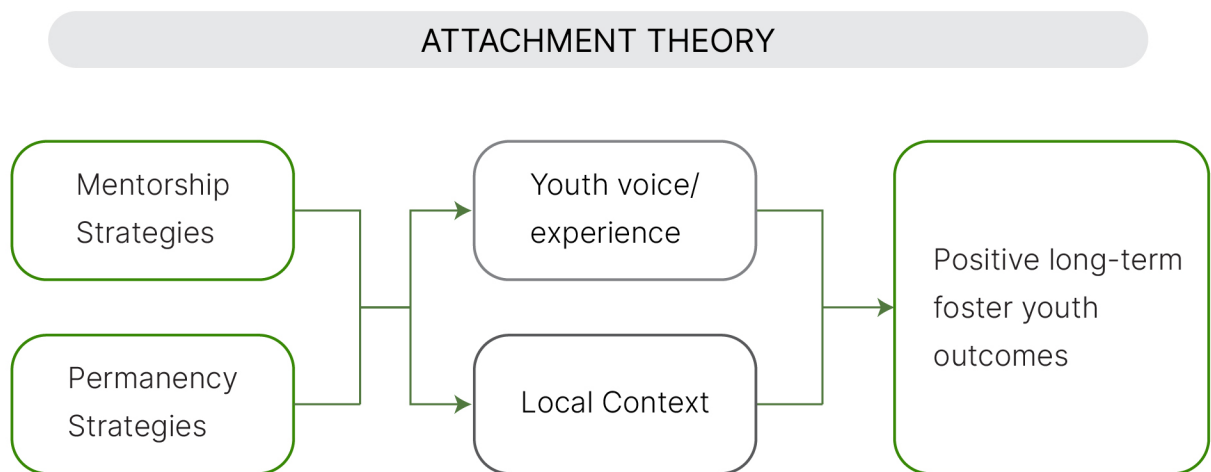 ATTACHMENT THEORY
Mentorship
Strategies
Permanency
Strategies
Youth voice/
experience
Local Context
Positive long-term
foster youth
outcomes